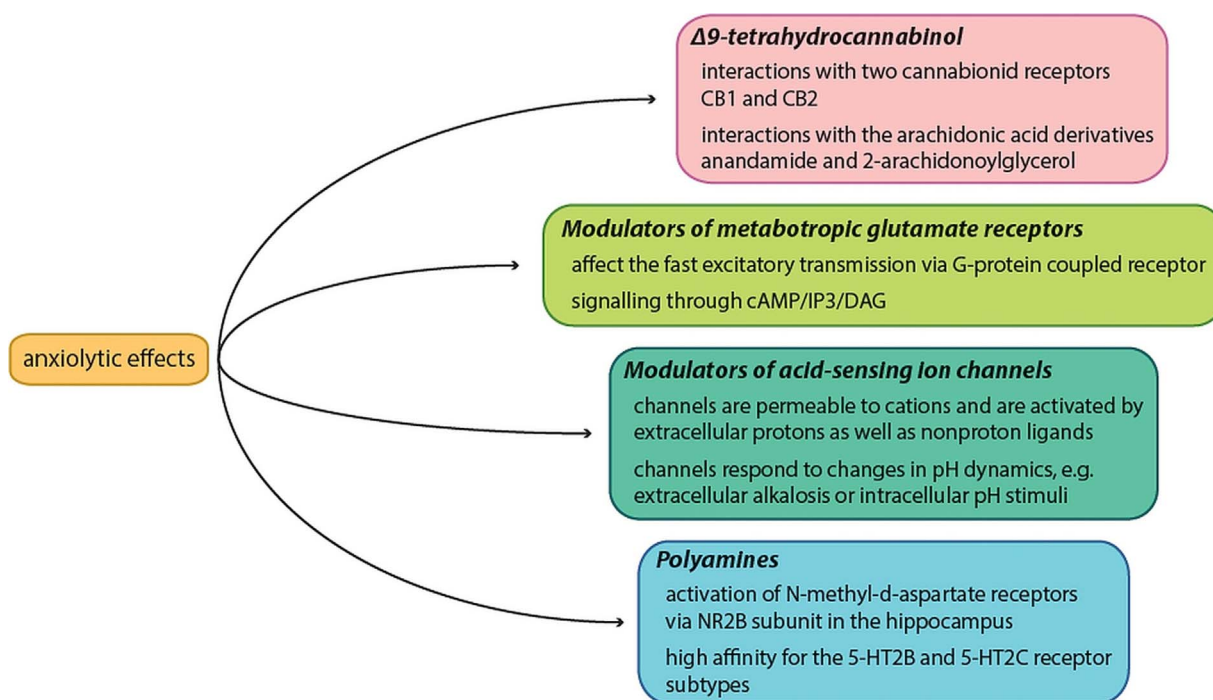 Δ9-tetrahydrocannabinol
interactions with two cannabionid receptors
CB1 and CB2
interactions with the arachidonic acid derivatives
anandamide and 2-arachidonoylglycerol
Modulators of metabotropic glutamate receptors
affect the fast excitatory transmission via G-protein coupled receptor
signalling through cAMP/IP3/DAG
anxiolytic effects
Modulators of acid-sensing ion channels
channels are permeable to cations and are activated by
extracellular protons as well as nonproton ligands
channels respond to changes in pH dynamics, e.g.
extracellular alkalosis or intracellular pH stimuli
Polyamines
activation of N-methyl-d-aspartate receptors
via NR2B subunit in the hippocampus
high affinity for the 5-HT2B and 5-HT2C receptor
subtypes